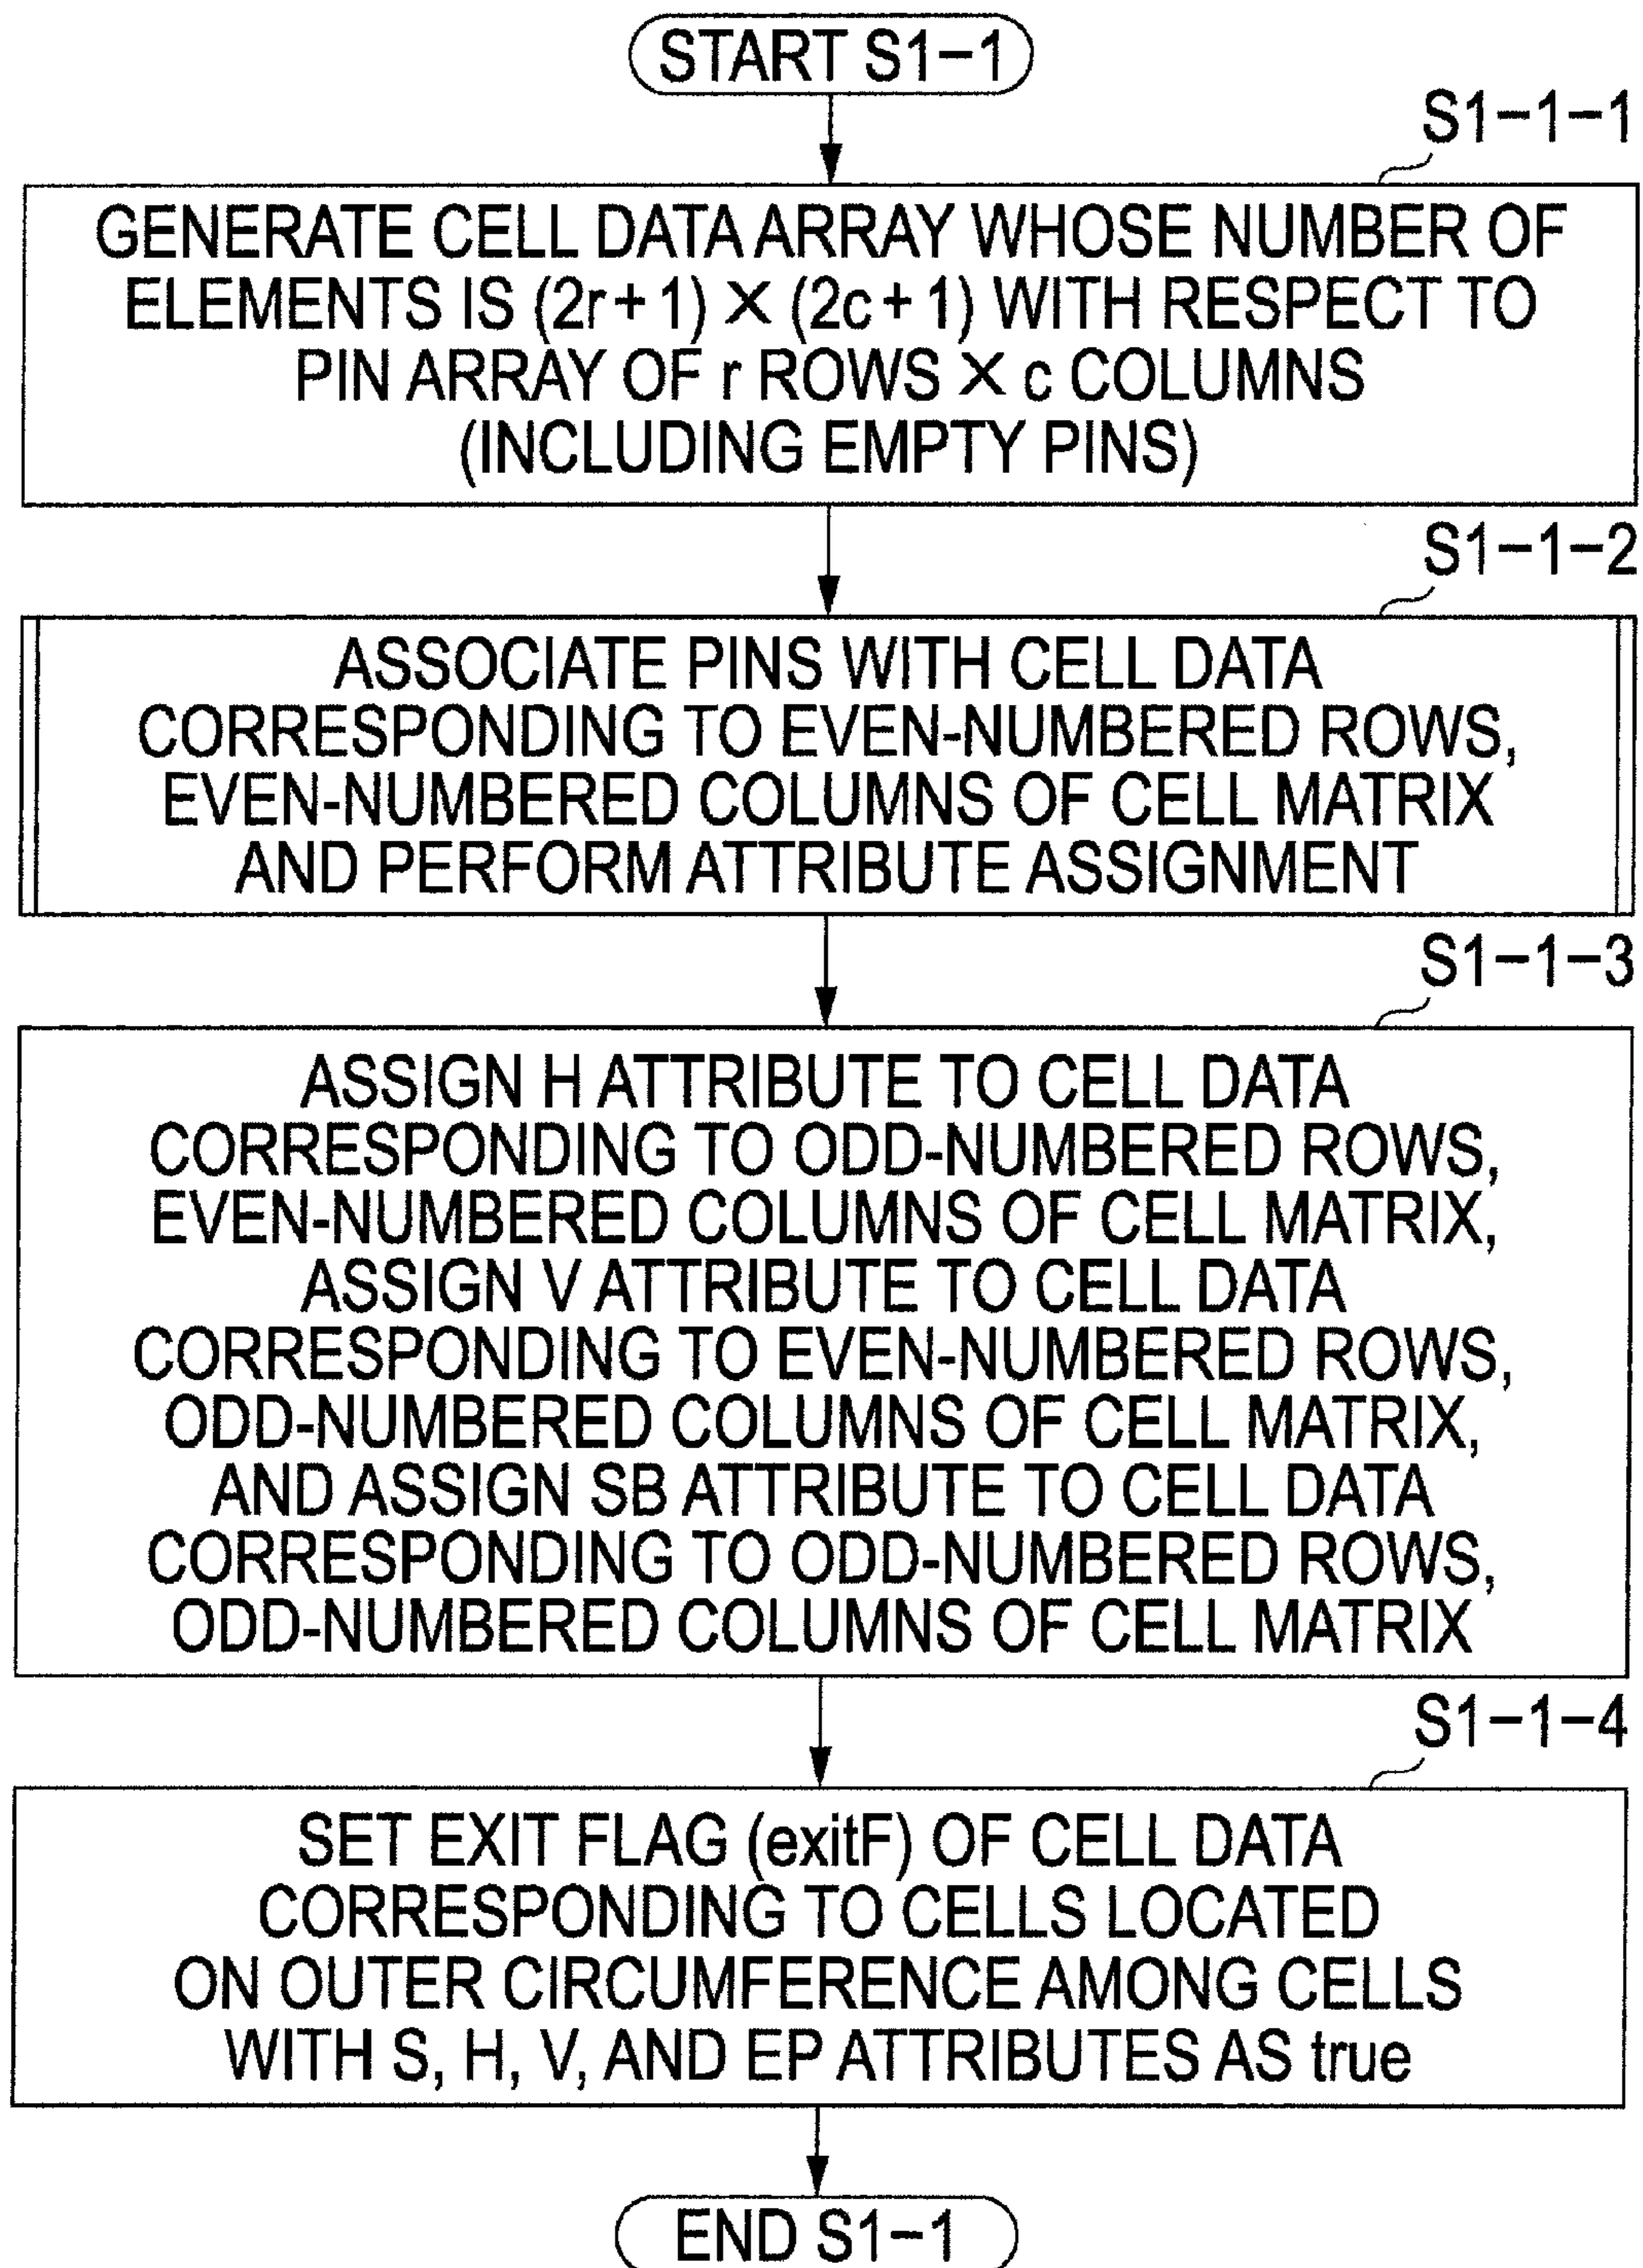 START S1-1
S1-1-1
GENERATE CELL DATA ARRAY WHOSE NUMBER OF
ELEMENTS IS (2r+1) × (2c+1) WITH RESPECT TO
PIN ARRAY OF r ROWS × c COLUMNS
(INCLUDING EMPTY PINS)
S1-1-2
ASSOCIATE PINS WITH CELL DATA
CORRESPONDING TO EVEN-NUMBERED ROWS,
EVEN-NUMBERED COLUMNS OF CELL MATRIX
AND PERFORM ATTRIBUTE ASSIGNMENT
S1-1-3
ASSIGN H ATTRIBUTE TO CELL DATA
CORRESPONDING TO ODD-NUMBERED ROWS,
EVEN-NUMBERED COLUMNS OF CELL MATRIX,
ASSIGN V ATTRIBUTE TO CELL DATA
CORRESPONDING TO EVEN-NUMBERED ROWS,
ODD-NUMBERED COLUMNS OF CELL MATRIX,
AND ASSIGN SB ATTRIBUTE TO CELL DATA
CORRESPONDING TO ODD-NUMBERED ROWS,
ODD-NUMBERED COLUMNS OF CELL MATRIX
S1-1-4
SET EXIT FLAG (exitF) OF CELL DATA
CORRESPONDING TO CELLS LOCATED
ON OUTER CIRCUMFERENCE AMONG CELLS
WITH S, H, V, AND EP ATTRIBUTES AS true
END S1-1